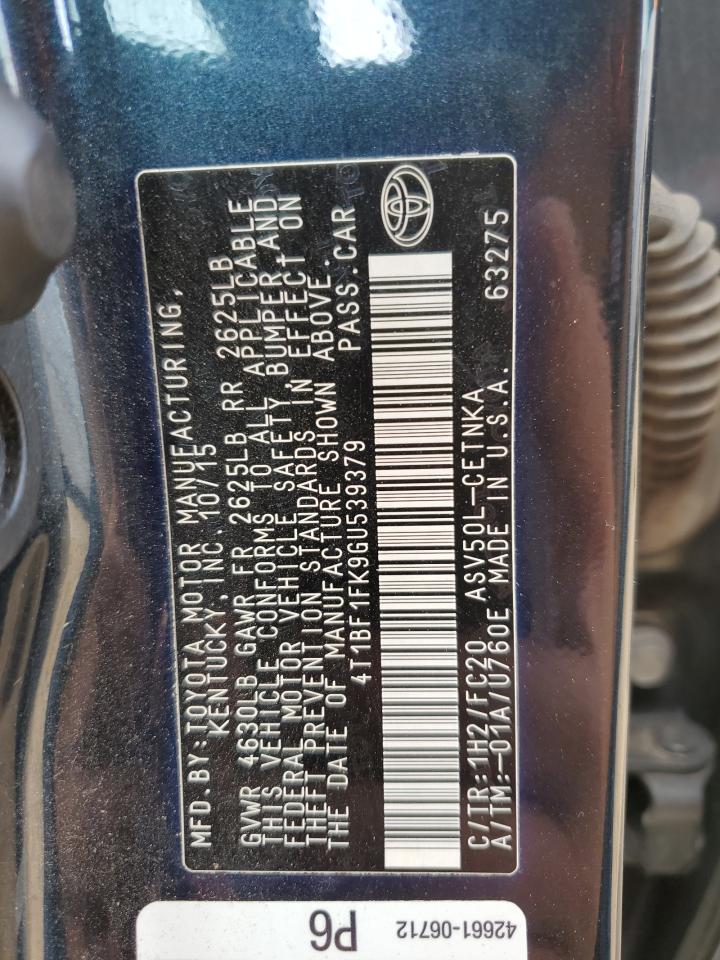 MFD.BY:TOYOTA MOTOR MANUFACTURING,
KENTUCKY, INC. 10/15
GVWR 4630LB GAWR FR 2625LB RR 2625LB
THIS VEHICLE CONFORMS TO ALL APPLICABLE
FEDERAL MOTOR VEHICLE SAFETY, BUMPER,AND
THEFT PREVENTION STANDARDS IN EFFECT ON
THE DATE OF MANUFACTURE SHOWN ABOVE.
4T1BF1FK9GU539379 PASS.CAR
C/TR:1H2/FC20 ASV50L-CETNKA
A/TM:-01A/U760E MADE IN U.S.A. 63275
P6
42661-06712